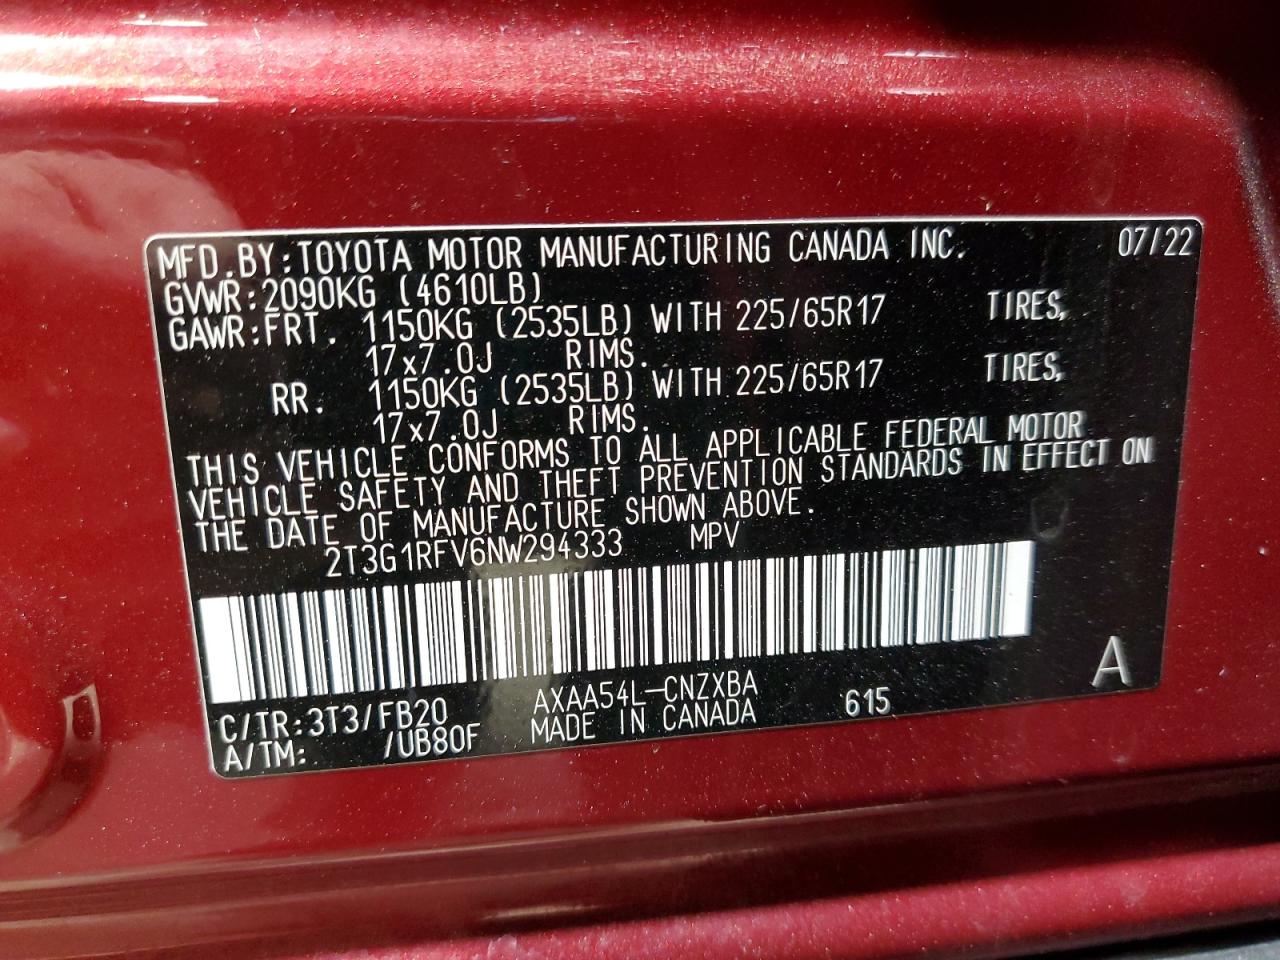 MFD.BY:TOYOTA MOTOR MANUFACTURING CANADA INC. 07/22
GVWR:2090KG (4610LB)
GAWR:FRT. 1150KG (2535LB) WITH 225/65R17 TIRES,
17x7.0J RIMS.
RR. 1150KG (2535LB) WITH 225/65R17 TIRES,
17x7.0J RIMS.
THIS VEHICLE CONFORMS TO ALL APPLICABLE FEDERAL MOTOR
VEHICLE SAFETY AND THEFT PREVENTION STANDARDS IN EFFECT ON
THE DATE OF MANUFACTURE SHOWN ABOVE.
2T3G1RFV6NW294333 MPV
C/TR:3T3/FB20 AXAA54L-CNZXBA 615 A
A/TM: /UB80F MADE IN CANADA